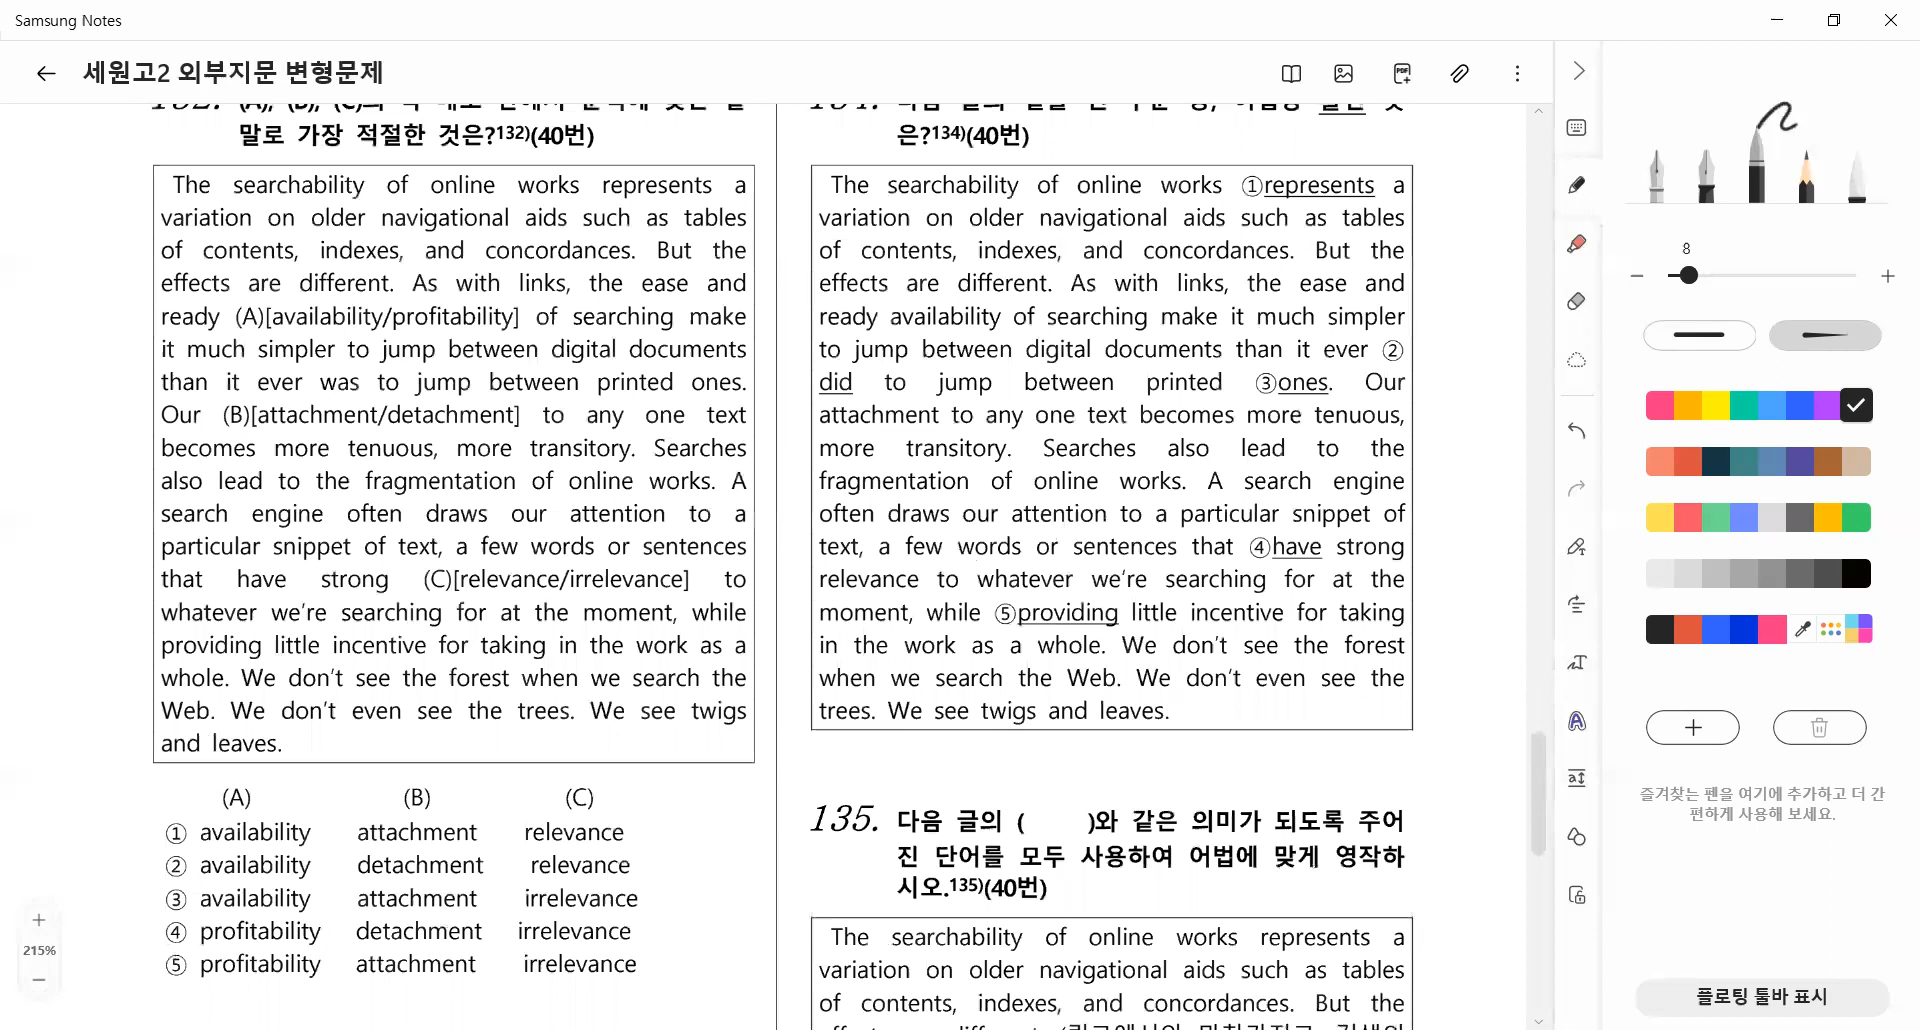 Samsung Notes
세원고2 외부지문 변형문제
말로 가장 적절한 것은?132)(40번)
The searchability of online works represents a
variation on older navigational aids such as tables
of contents, indexes, and concordances. But the
effects are different. As with links, the ease and
ready (A)[availability/profitability] of searching make
it much simpler to jump between digital documents
than it ever was to jump between printed ones.
Our (B)[attachment/detachment] to any one text
becomes more tenuous, more transitory. Searches
also lead to the fragmentation of online works. A
search engine often draws our attention to a
particular snippet of text, a few words or sentences
that have strong (C)[relevance/irrelevance] to
whatever we're searching for at the moment, while
providing little incentive for taking in the work as a
whole. We don't see the forest when we search the
Web. We don't even see the trees. We see twigs
and leaves.
(A) (B) (C)
① availability attachment relevance
② availability detachment relevance
③ availability attachment irrelevance
④ profitability detachment irrelevance
⑤ profitability attachment irrelevance
은?134)(40번)
The searchability of online works ①represents a
variation on older navigational aids such as tables
of contents, indexes, and concordances. But the
effects are different. As with links, the ease and
ready availability of searching make it much simpler
to jump between digital documents than it ever ②
did to jump between printed ③ones. Our
attachment to any one text becomes more tenuous,
more transitory. Searches also lead to the
fragmentation of online works. A search engine
often draws our attention to a particular snippet of
text, a few words or sentences that ④have strong
relevance to whatever we're searching for at the
moment, while ⑤providing little incentive for taking
in the work as a whole. We don't see the forest
when we search the Web. We don't even see the
trees. We see twigs and leaves.
135. 다음 글의 ( )와 같은 의미가 되도록 주어
진 단어를 모두 사용하여 어법에 맞게 영작하
시오.135)(40번)
The searchability of online works represents a
variation on older navigational aids such as tables
of contents, indexes, and concordances. But the
215%
PDF
8
즐겨찾는 펜을 여기에 추가하고 더 간
편하게 사용해 보세요.
플로팅 툴바 표시